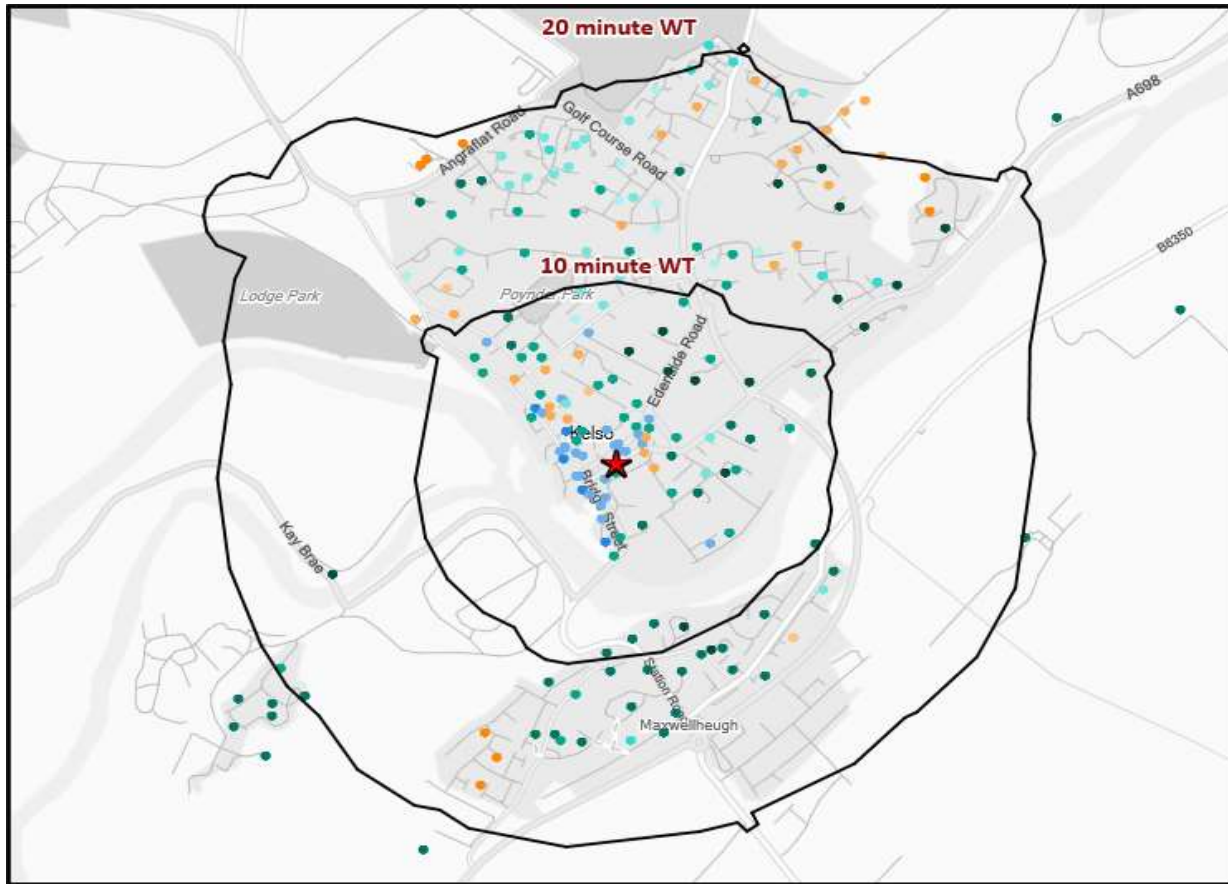 20 minute WT
A698
Golf Course Road
Angraflat Road
B8350
10 minute WT
Lodge Park
Poynder Park
Edenside Road
Kelso
Bridge Street
Kay Brae
Station Road
Maxwellheugh